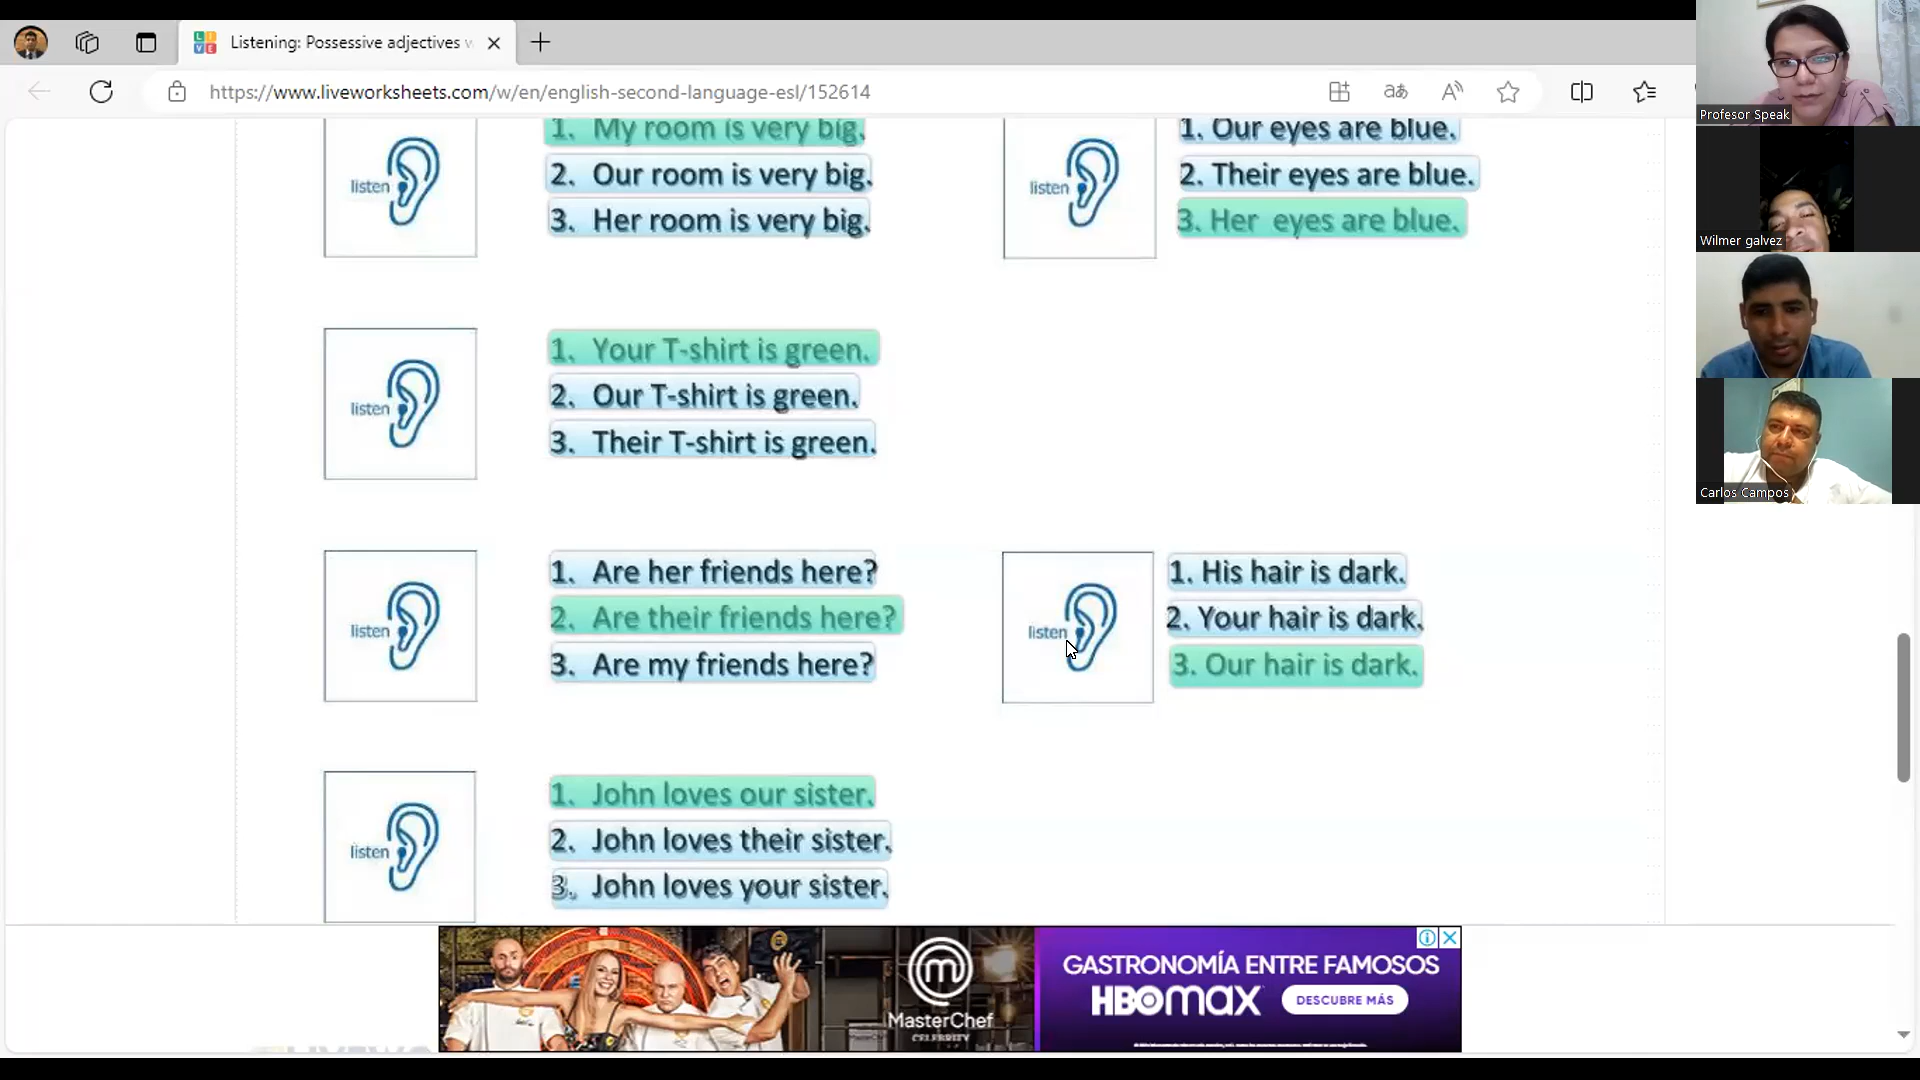 Listening: Possessive adjectives
https://www.liveworksheets.com/w/en/english-second-language-esl/152614
Profesor Speak
Wilmer galvez
Carlos Campos
listen
1. My room is very big.
2. Our room is very big.
3. Her room is very big.
listen
1. Our eyes are blue.
2. Their eyes are blue.
3. Her eyes are blue.
listen
1. Your T-shirt is green.
2. Our T-shirt is green.
3. Their T-shirt is green.
listen
1. Are her friends here?
2. Are their friends here?
3. Are my friends here?
listen
1. His hair is dark.
2. Your hair is dark.
3. Our hair is dark.
listen
1. John loves our sister.
2. John loves their sister.
3. John loves your sister.
MasterChef
CELEBRITY
GASTRONOMÍA ENTRE FAMOSOS
HBOmax
DESCUBRE MÁS